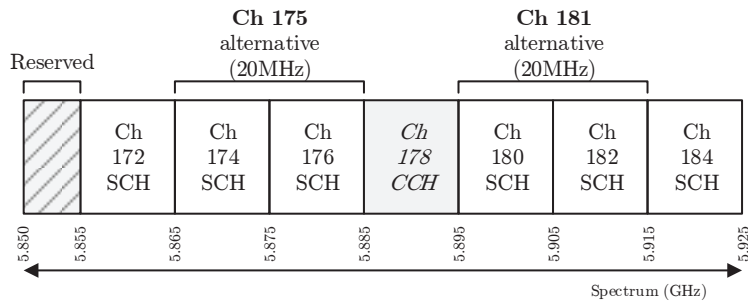 Ch 175
alternative
(20MHz)
Ch 181
alternative
(20MHz)
Reserved
Ch
172
SCH
Ch
174
SCH
Ch
176
SCH
Ch
178
CCH
Ch
180
SCH
Ch
182
SCH
Ch
184
SCH
5.850
5.855
5.865
5.875
5.885
5.895
5.905
5.915
5.925
Spectrum (GHz)